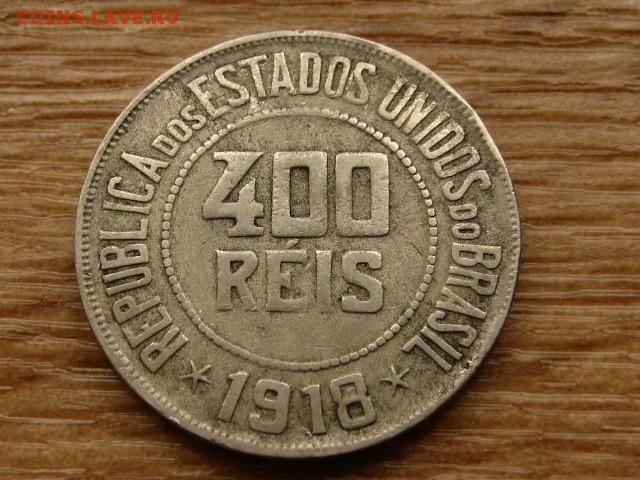 COINS.LAVE.RU
REPUBLICA DOS ESTADOS UNIDOS DO BRASIL
400
RÉIS
1918